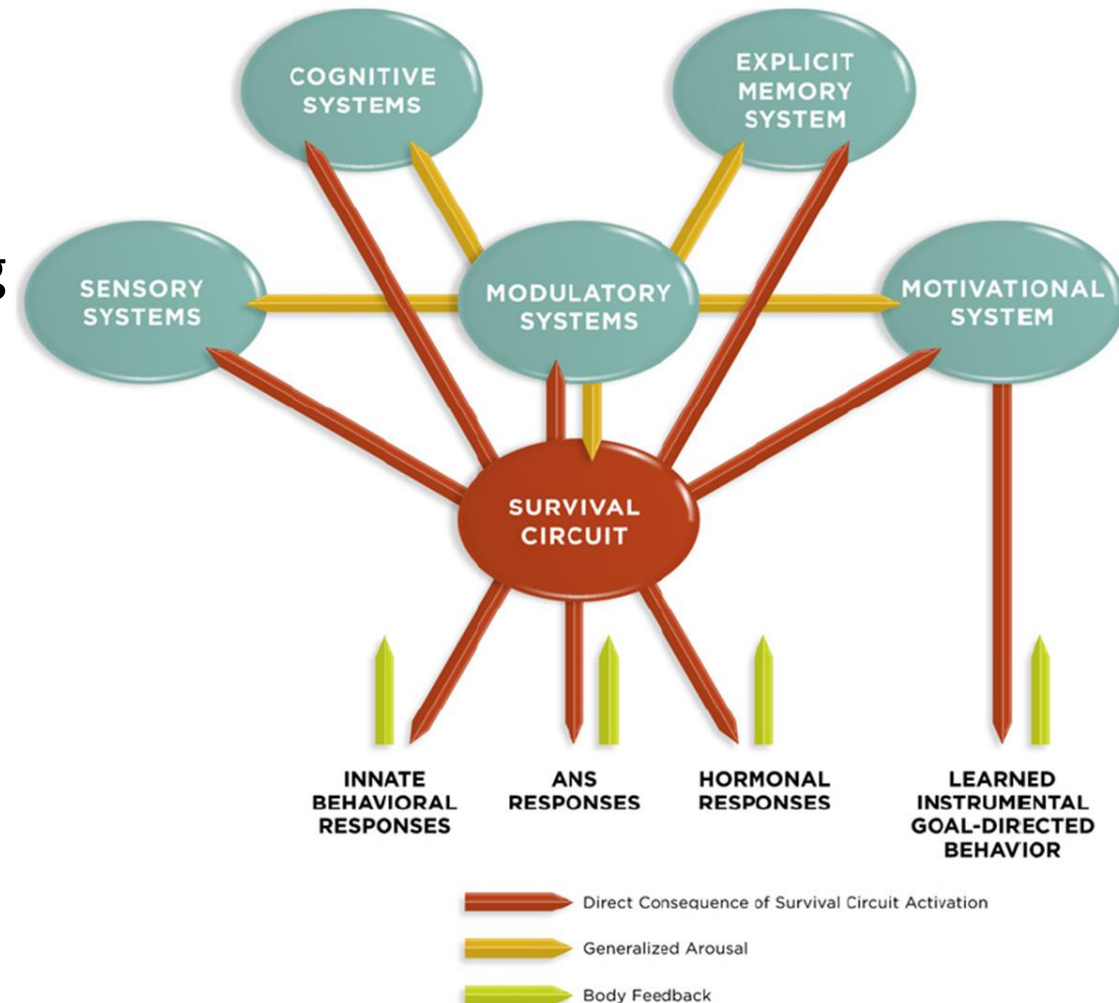 COGNITIVE
SYSTEMS
EXPLICIT
MEMORY
SYSTEM
g
SENSORY
SYSTEMS
MODULATORY
SYSTEMS
MOTIVATIONAL
SYSTEM
SURVIVAL
CIRCUIT
INNATE
BEHAVIORAL
RESPONSES
ANS
RESPONSES
HORMONAL
RESPONSES
LEARNED
INSTRUMENTAL
GOAL-DIRECTED
BEHAVIOR
Direct Consequence of Survival Circuit Activation
Generalized Arousal
Body Feedback